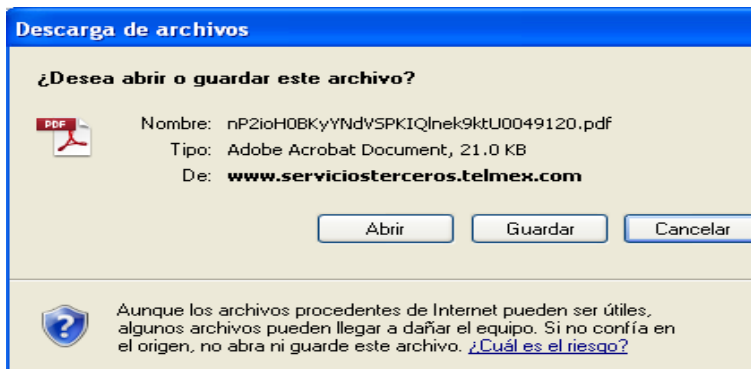 Descarga de archivos
¿Desea abrir o guardar este archivo?
PDF
Nombre: nP2ioH0BKyYNdVSPKIQlnek9ktU0049120.pdf
Tipo: Adobe Acrobat Document, 21.0 KB
De: www.serviciosterceros.telmex.com
Abrir Guardar Cancelar
Aunque los archivos procedentes de Internet pueden ser útiles,
algunos archivos pueden llegar a dañar el equipo. Si no confía en
el origen, no abra ni guarde este archivo. ¿Cuál es el riesgo?